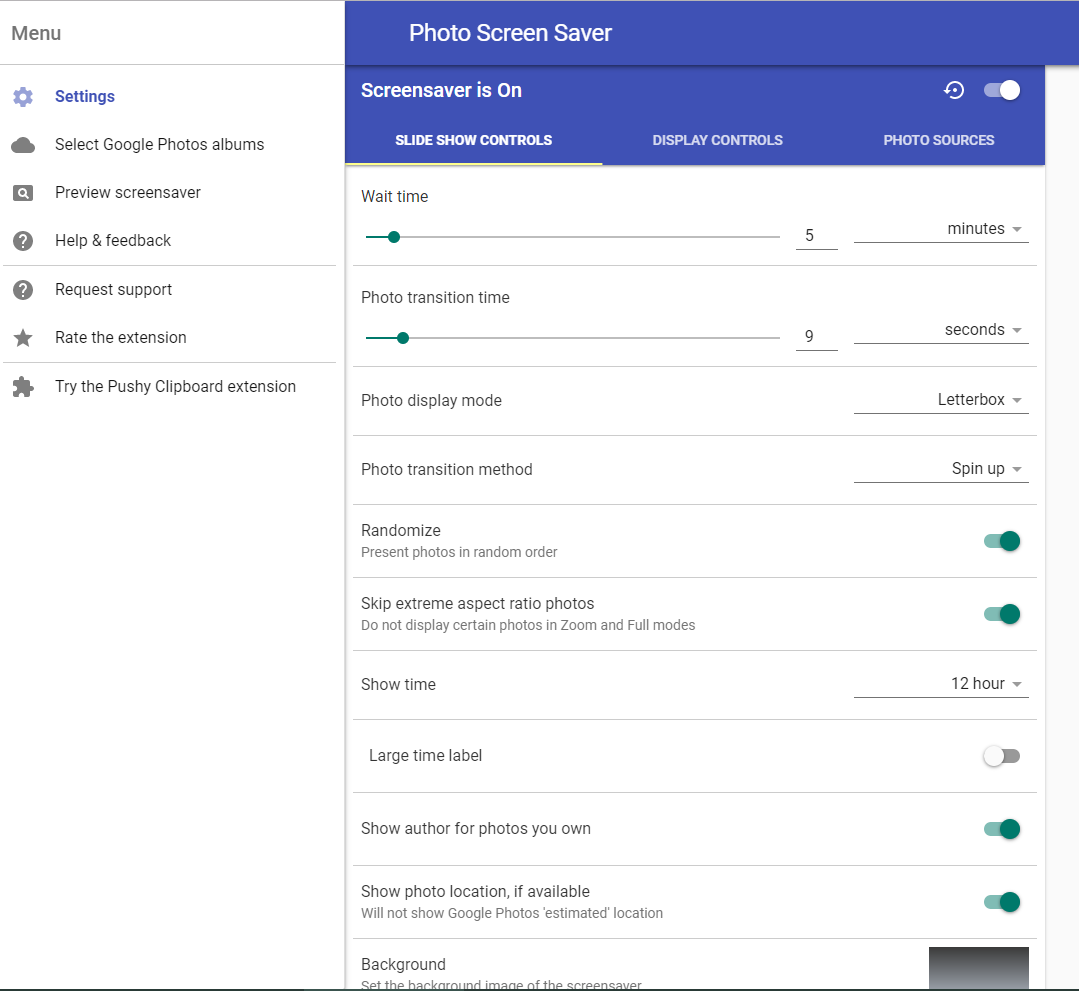 Menu
Photo Screen Saver
Settings
Select Google Photos albums
Preview screensaver
Help & feedback
Request support
Rate the extension
Try the Pushy Clipboard extension
Screensaver is On
SLIDE SHOW CONTROLS
DISPLAY CONTROLS
PHOTO SOURCES
Wait time
5
minutes
Photo transition time
9
seconds
Photo display mode
Letterbox
Photo transition method
Spin up
Randomize
Present photos in random order
Skip extreme aspect ratio photos
Do not display certain photos in Zoom and Full modes
Show time
12 hour
Large time label
Show author for photos you own
Show photo location, if available
Will not show Google Photos 'estimated' location
Background
Set the background image of the screensaver